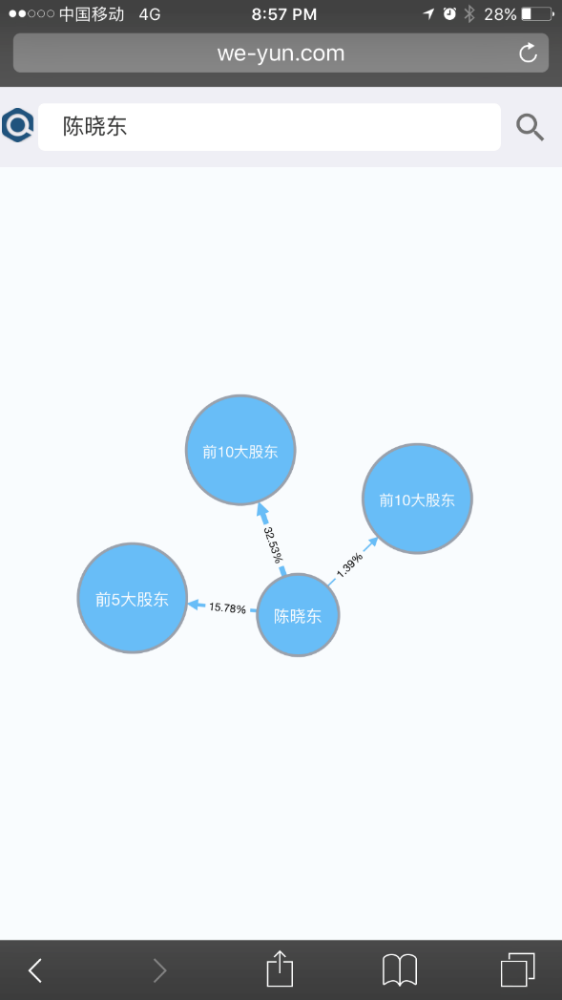 中国移动 4G 8:57 PM 28%
we-yun.com
陈晓东
前10大股东
前10大股东
32.53%
1.39%
前5大股东
15.78%
陈晓东